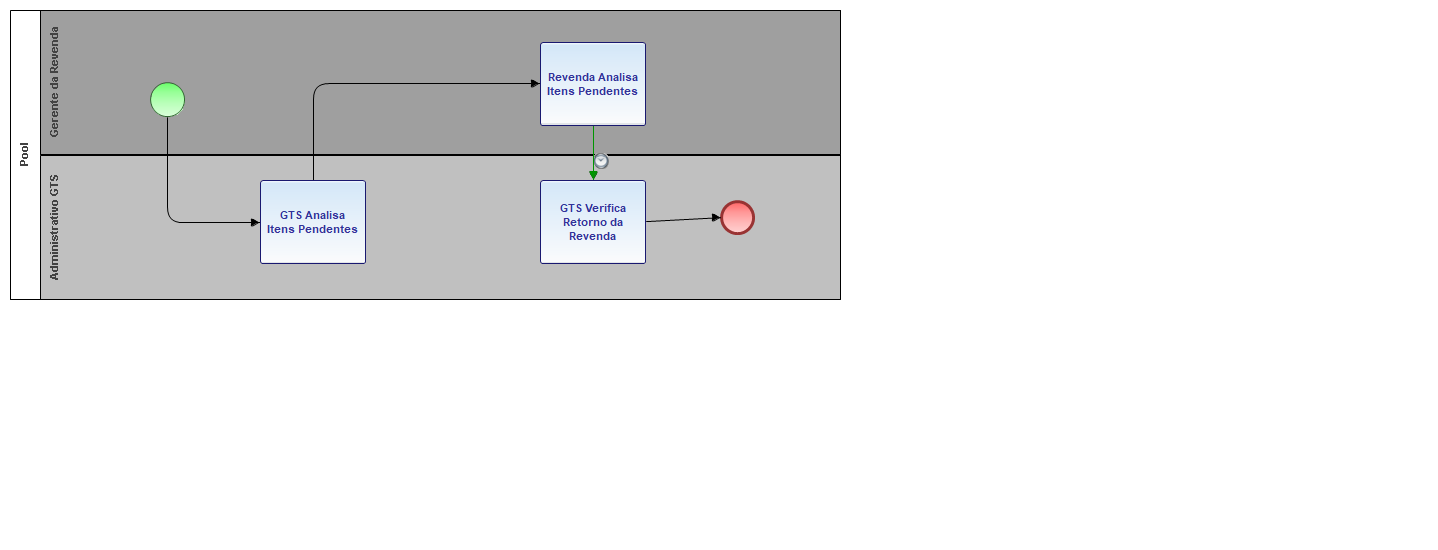 Pool
Gerente da Revenda
Revenda Analisa
Itens Pendentes
Administrativo GTS
GTS Analisa
Itens Pendentes
GTS Verifica
Retorno da
Revenda